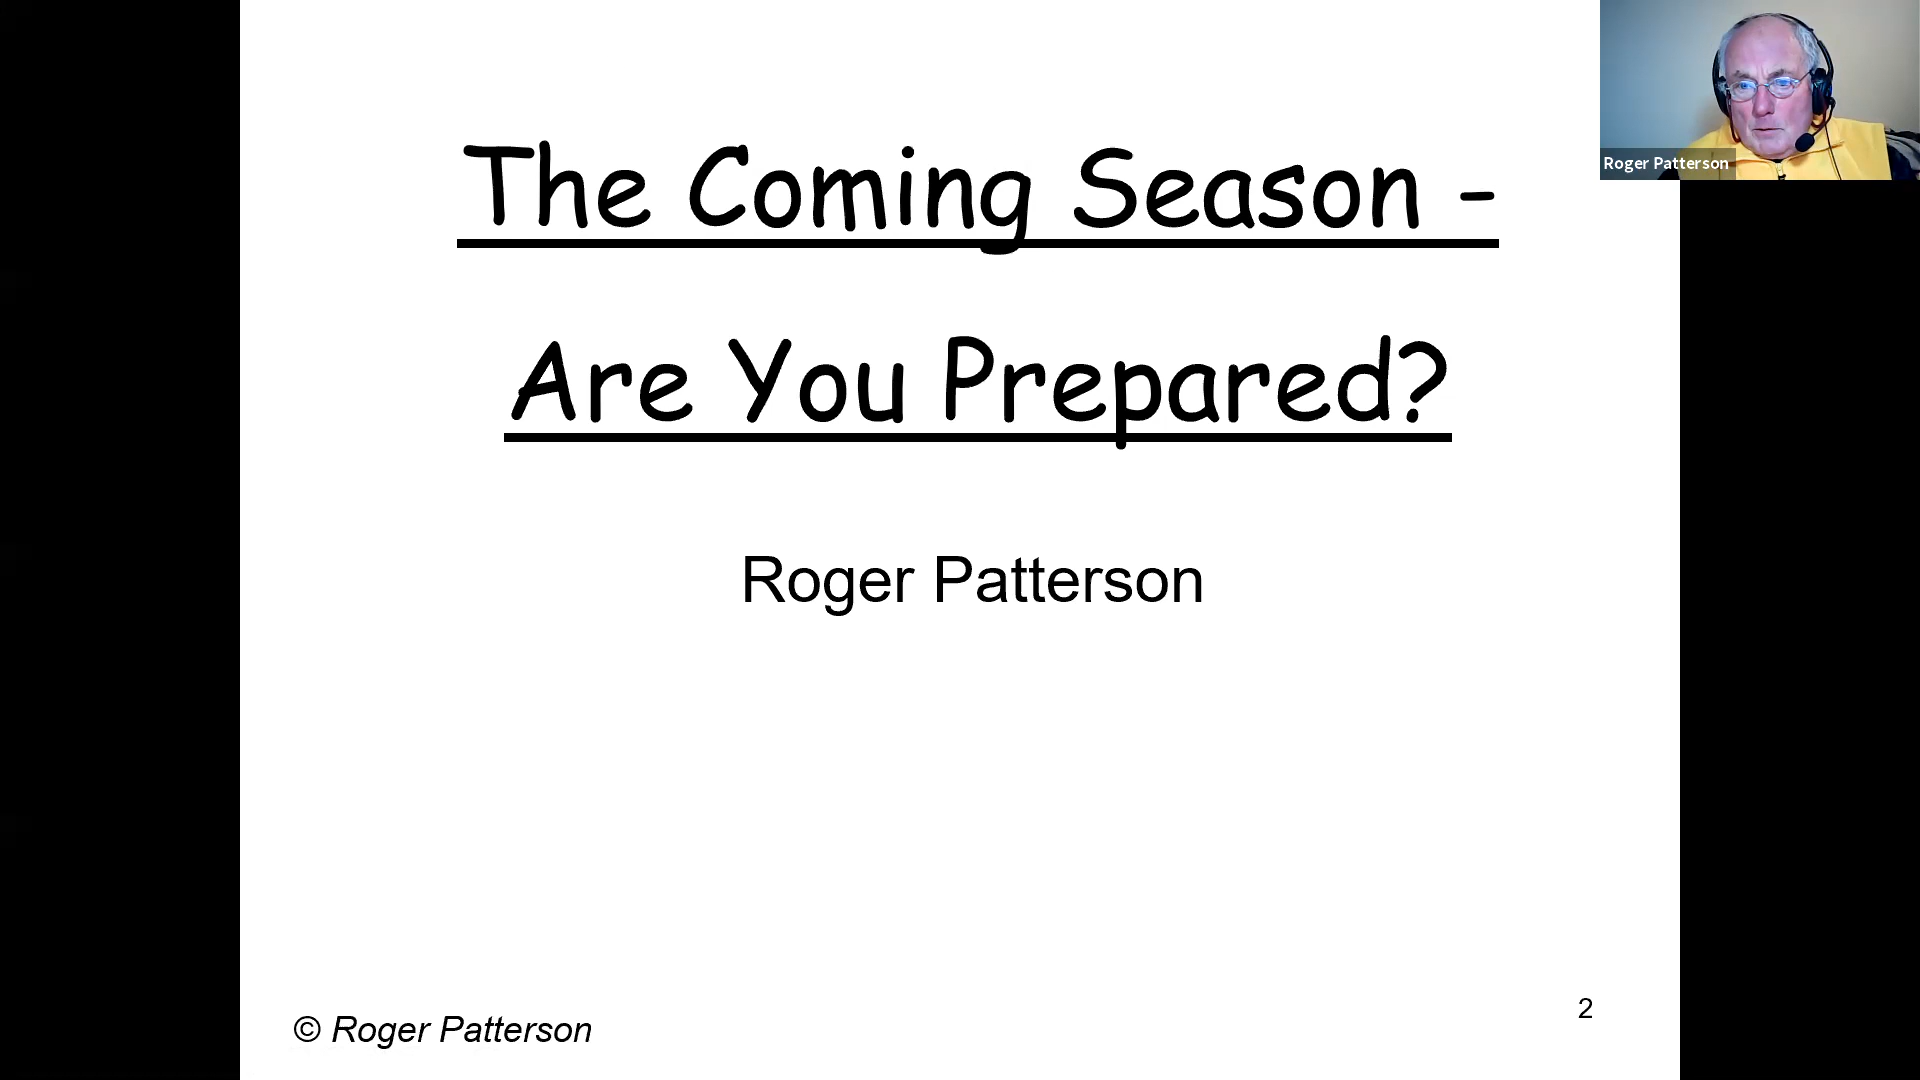 The Coming Season -
Are You Prepared?
Roger Patterson
Roger Patterson
© Roger Patterson
2